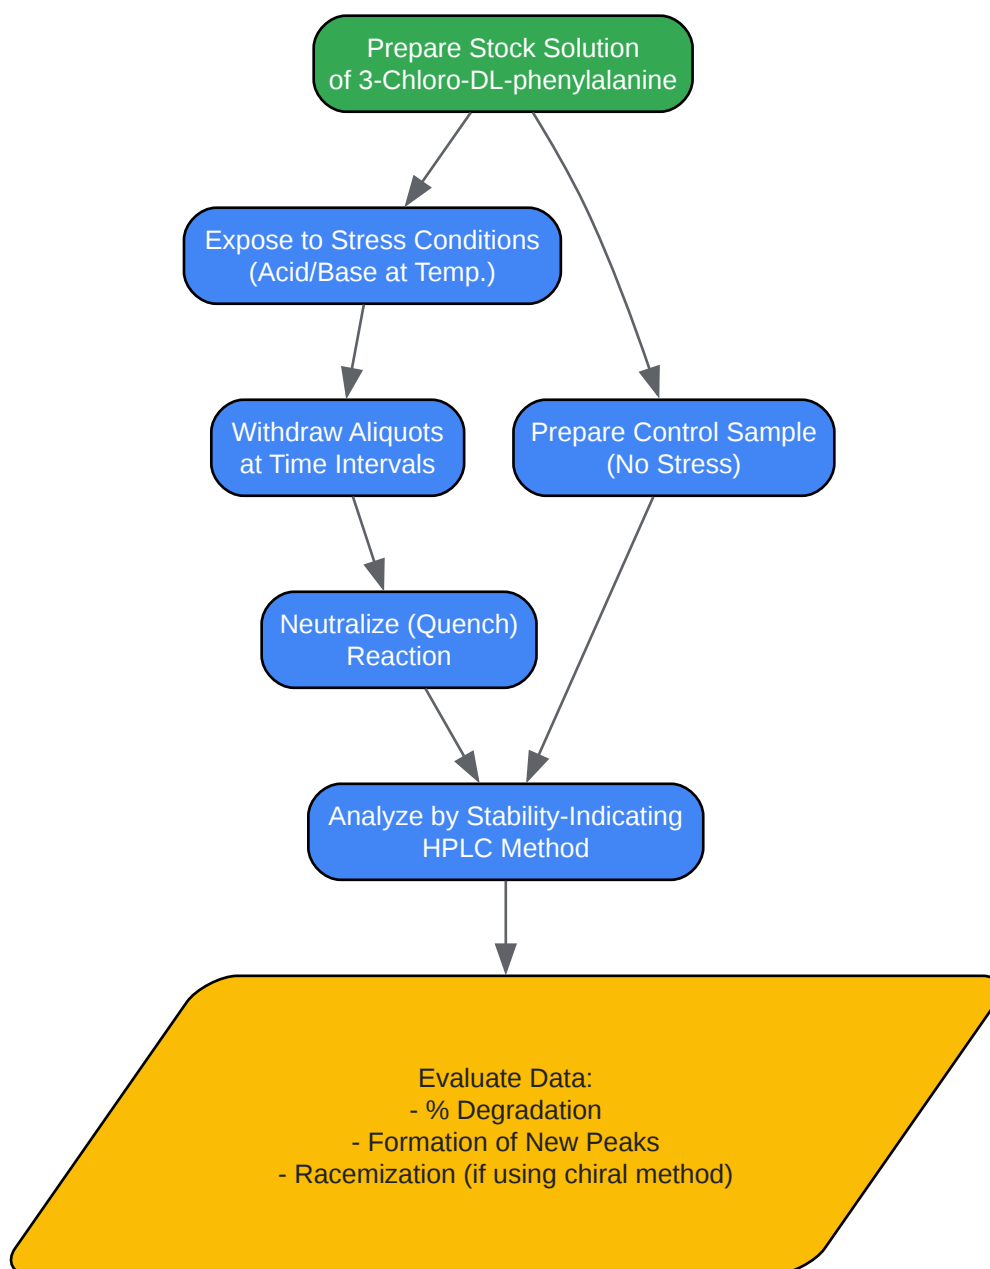 Prepare Stock Solution
of 3-Chloro-DL-phenylalanine
Expose to Stress Conditions
(Acid/Base at Temp.)
Withdraw Aliquots
at Time Intervals
Prepare Control Sample
(No Stress)
Neutralize (Quench)
Reaction
Analyze by Stability-Indicating
HPLC Method
Evaluate Data:
- % Degradation
- Formation of New Peaks
- Racemization (if using chiral method)